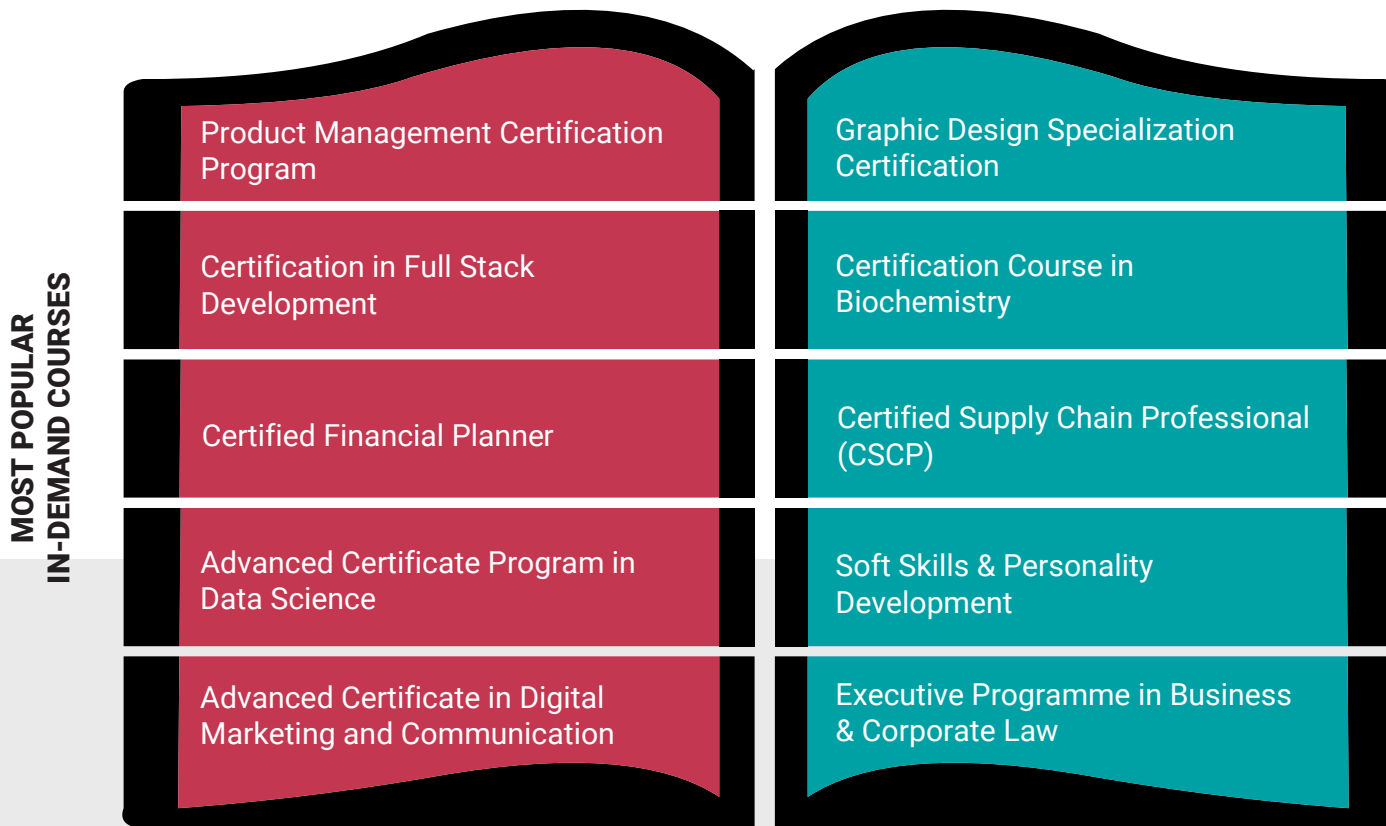 MOST POPULAR
IN-DEMAND COURSES
Product Management Certification
Program
Certification in Full Stack
Development
Certified Financial Planner
Advanced Certificate Program in
Data Science
Advanced Certificate in Digital
Marketing and Communication
Graphic Design Specialization
Certification
Certification Course in
Biochemistry
Certified Supply Chain Professional
(CSCP)
Soft Skills & Personality
Development
Executive Programme in Business
& Corporate Law